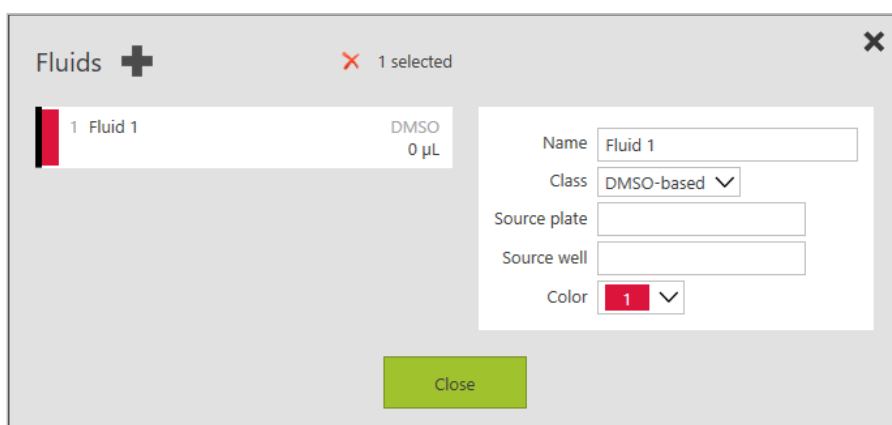 Fluids
1 selected
1 Fluid 1 DMSO
0 µL
Name Fluid 1
Class DMSO-based
Source plate
Source well
Color 1
Close